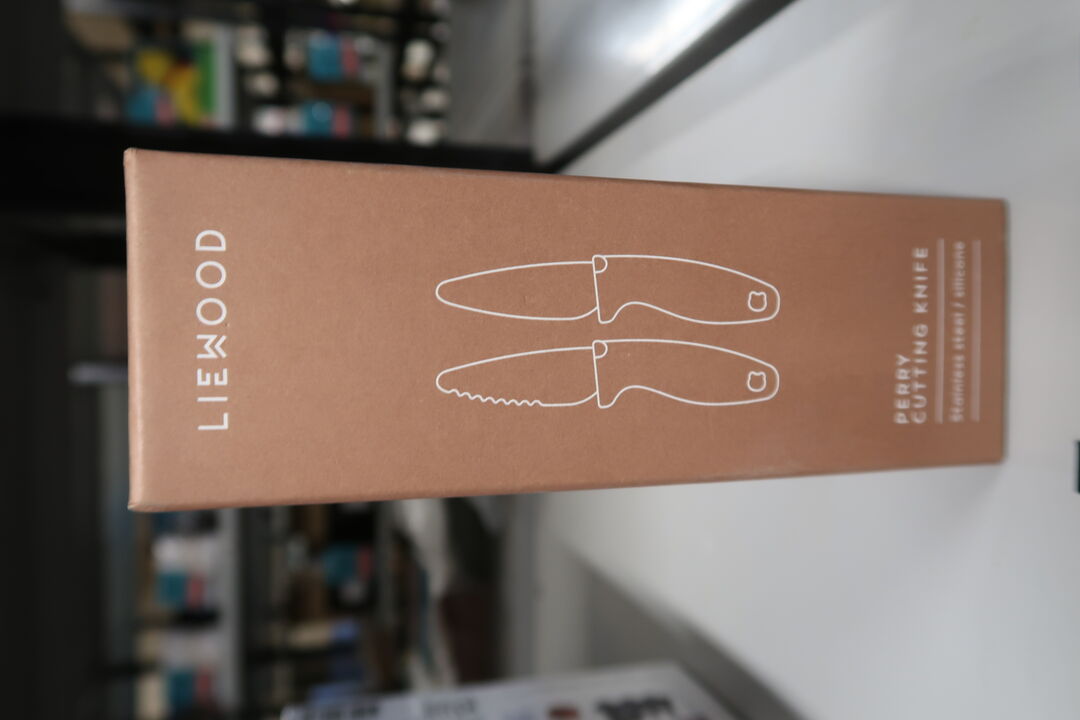 LIEWOOD
PERRY
CUTTING KNIFE
Stainless steel / silicone